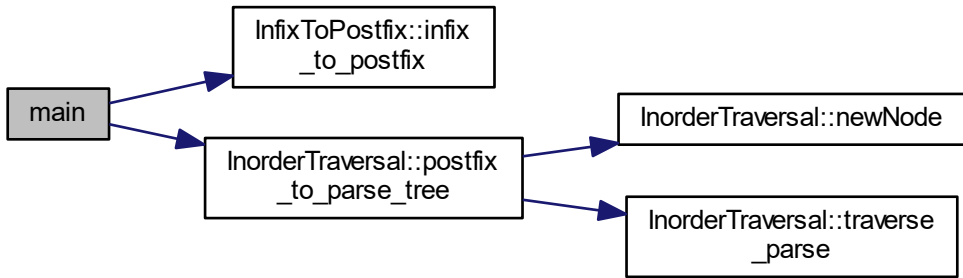 main
InfixToPostfix::infix
_to_postfix
InorderTraversal::postfix
_to_parse_tree
InorderTraversal::newNode
InorderTraversal::traverse
_parse